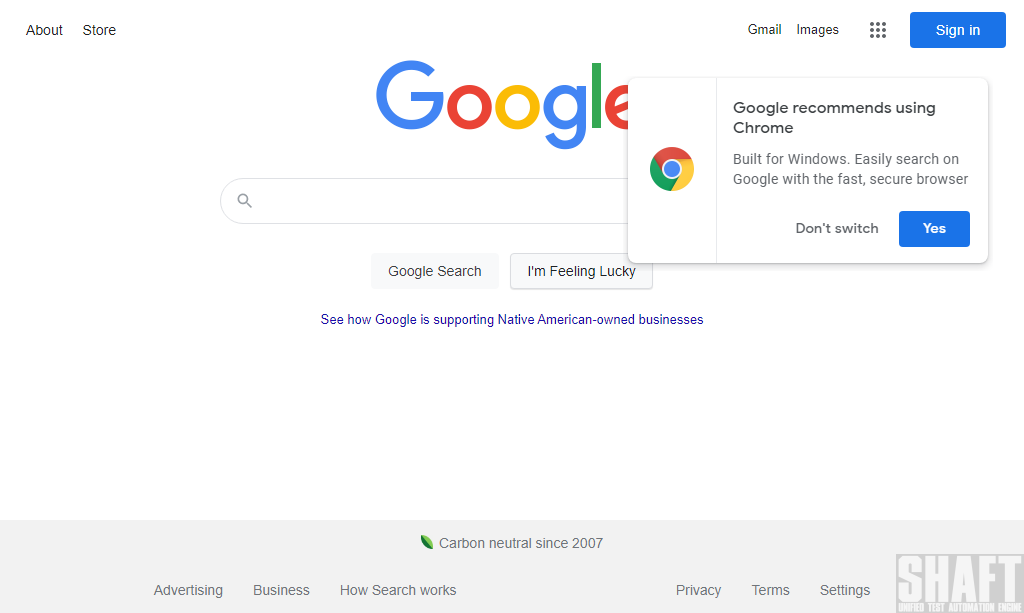 About Store Gmail Images Sign in
Google
Google recommends using
Chrome
Built for Windows. Easily search on
Google with the fast, secure browser
Don't switch Yes
Google Search I'm Feeling Lucky
See how Google is supporting Native American-owned businesses
Carbon neutral since 2007
Advertising Business How Search works Privacy Terms Settings
SHAFT
UNIFIED TEST AUTOMATION ENGINE